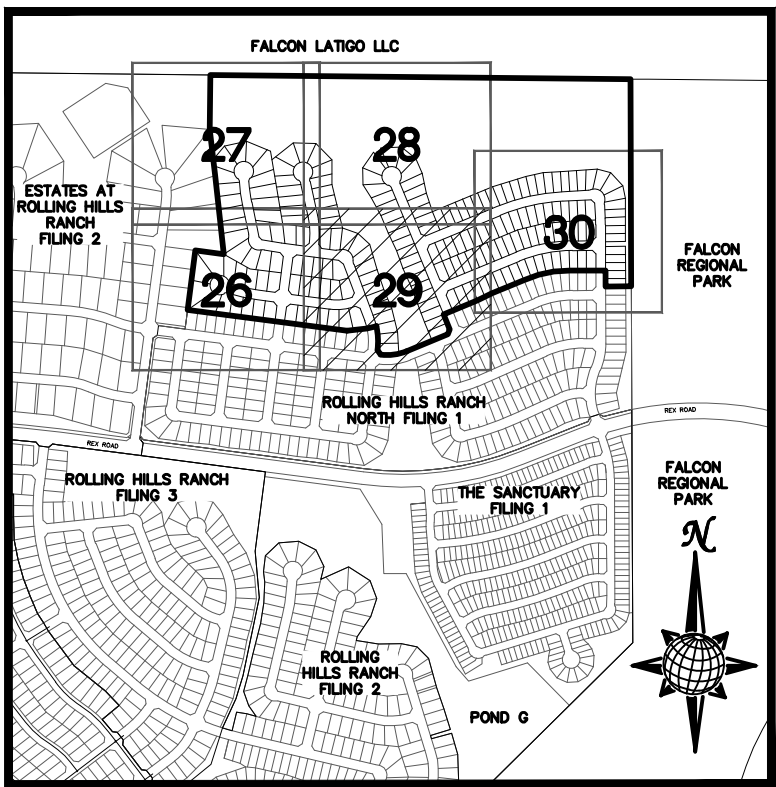 FALCON LATIGO LLC
27
28
ESTATES AT
ROLLING HILLS
RANCH
FILING 2
30
FALCON
REGIONAL
PARK
26
29
ROLLING HILLS RANCH
NORTH FILING 1
REX ROAD
REX ROAD
ROLLING HILLS RANCH
FILING 3
THE SANCTUARY
FILING 1
FALCON
REGIONAL
PARK
N
ROLLING
HILLS RANCH
FILING 2
POND G